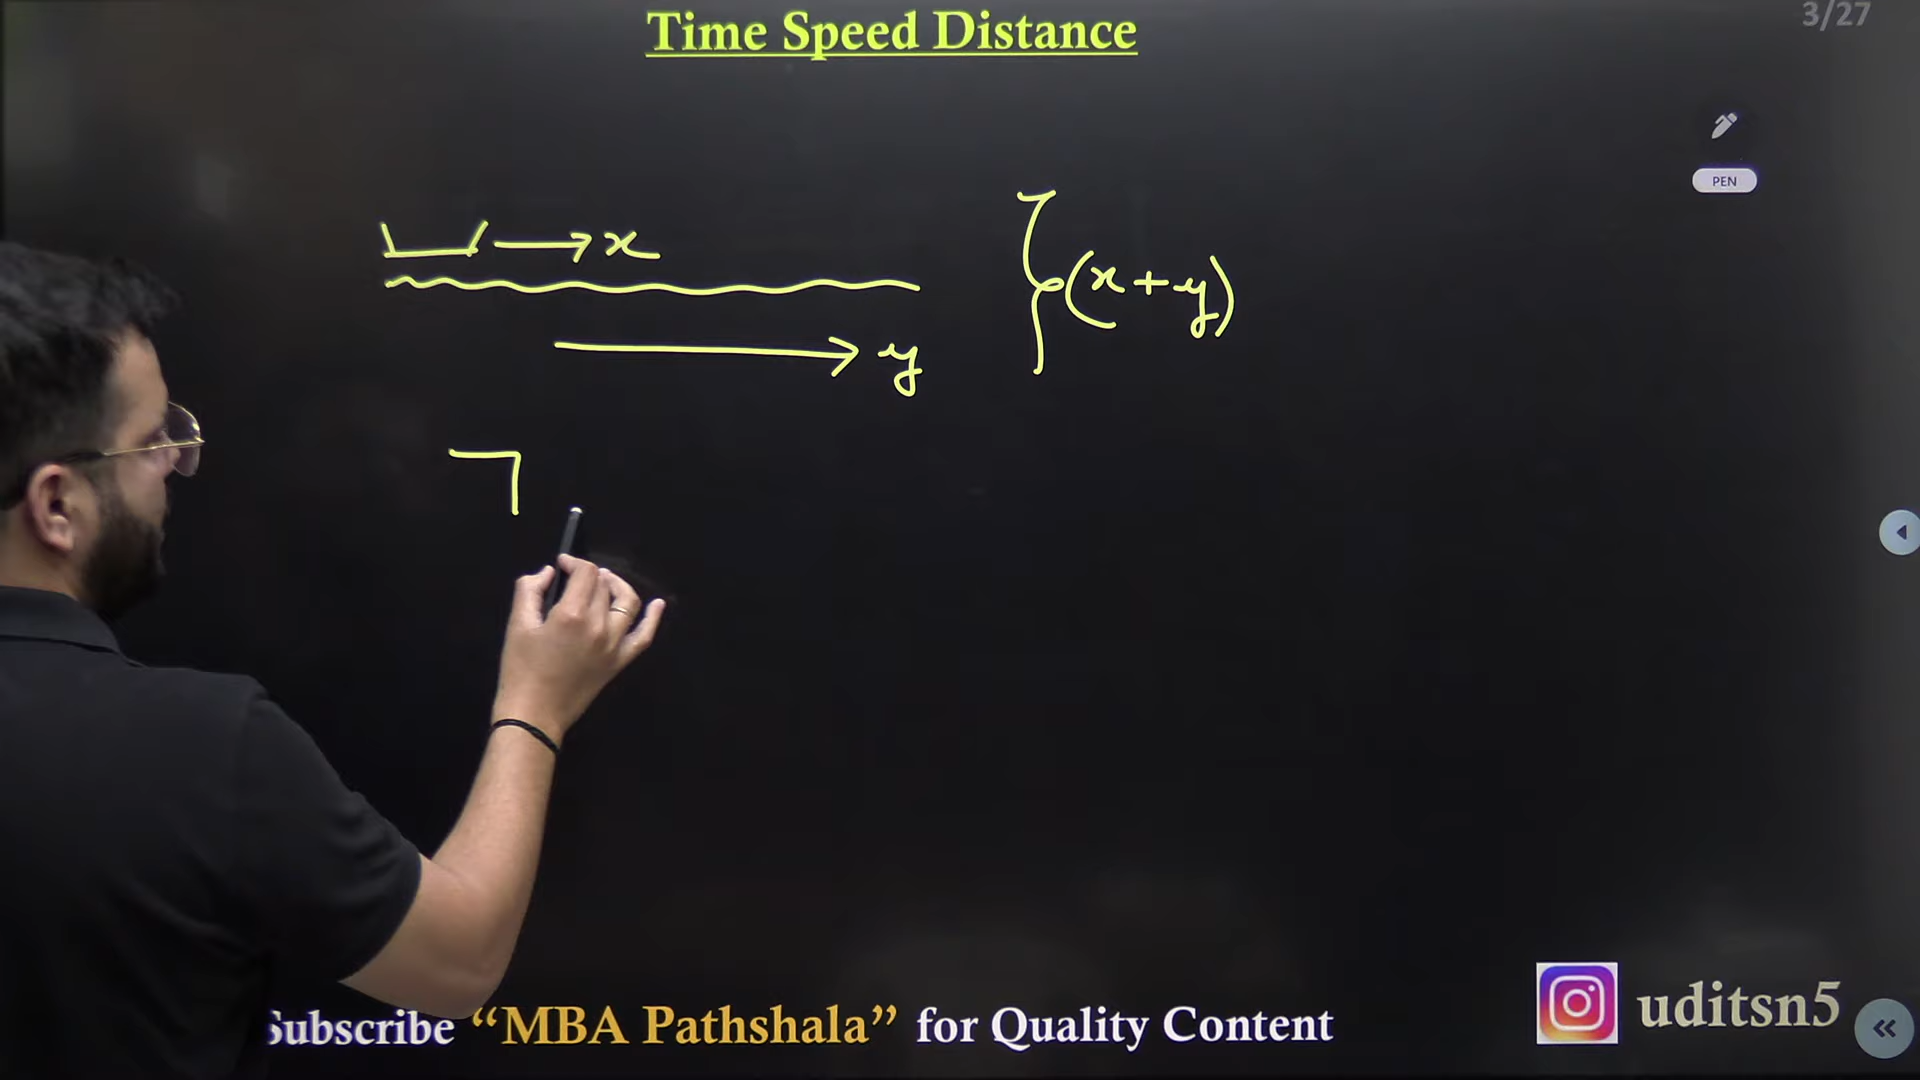 Time Speed Distance
3/27
PEN
x
(x+y)
y
Subscribe “MBA Pathshala” for Quality Content
uditsn5